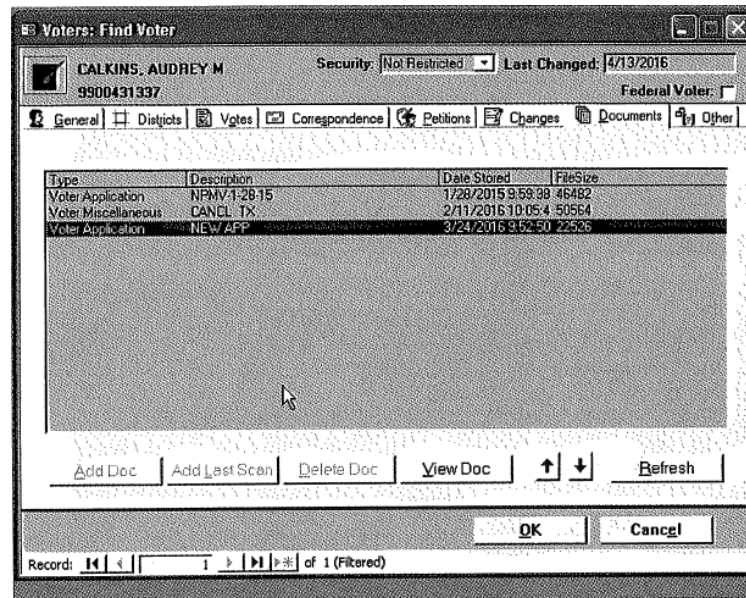 Voters: Find Voter
CALKINS, AUDREY M
Security: Not Restricted Last Changed: 4/13/2016
9900431337
Federal Voter:
General Districts Votes Correspondence Petitions Changes Documents Other
Type Description Date Stored FileSize
Voter Application NPMV-1-28-15 1/28/2015 9:59:38 46482
Voter Miscellaneous CANCL TX 2/11/2016 10:05:4 50564
Voter Application NEW APP 3/24/2016 9:52:50 22526
Add Doc Add Last Scan Delete Doc View Doc Refresh
OK Cancel
Record: 1 of 1 (Filtered)